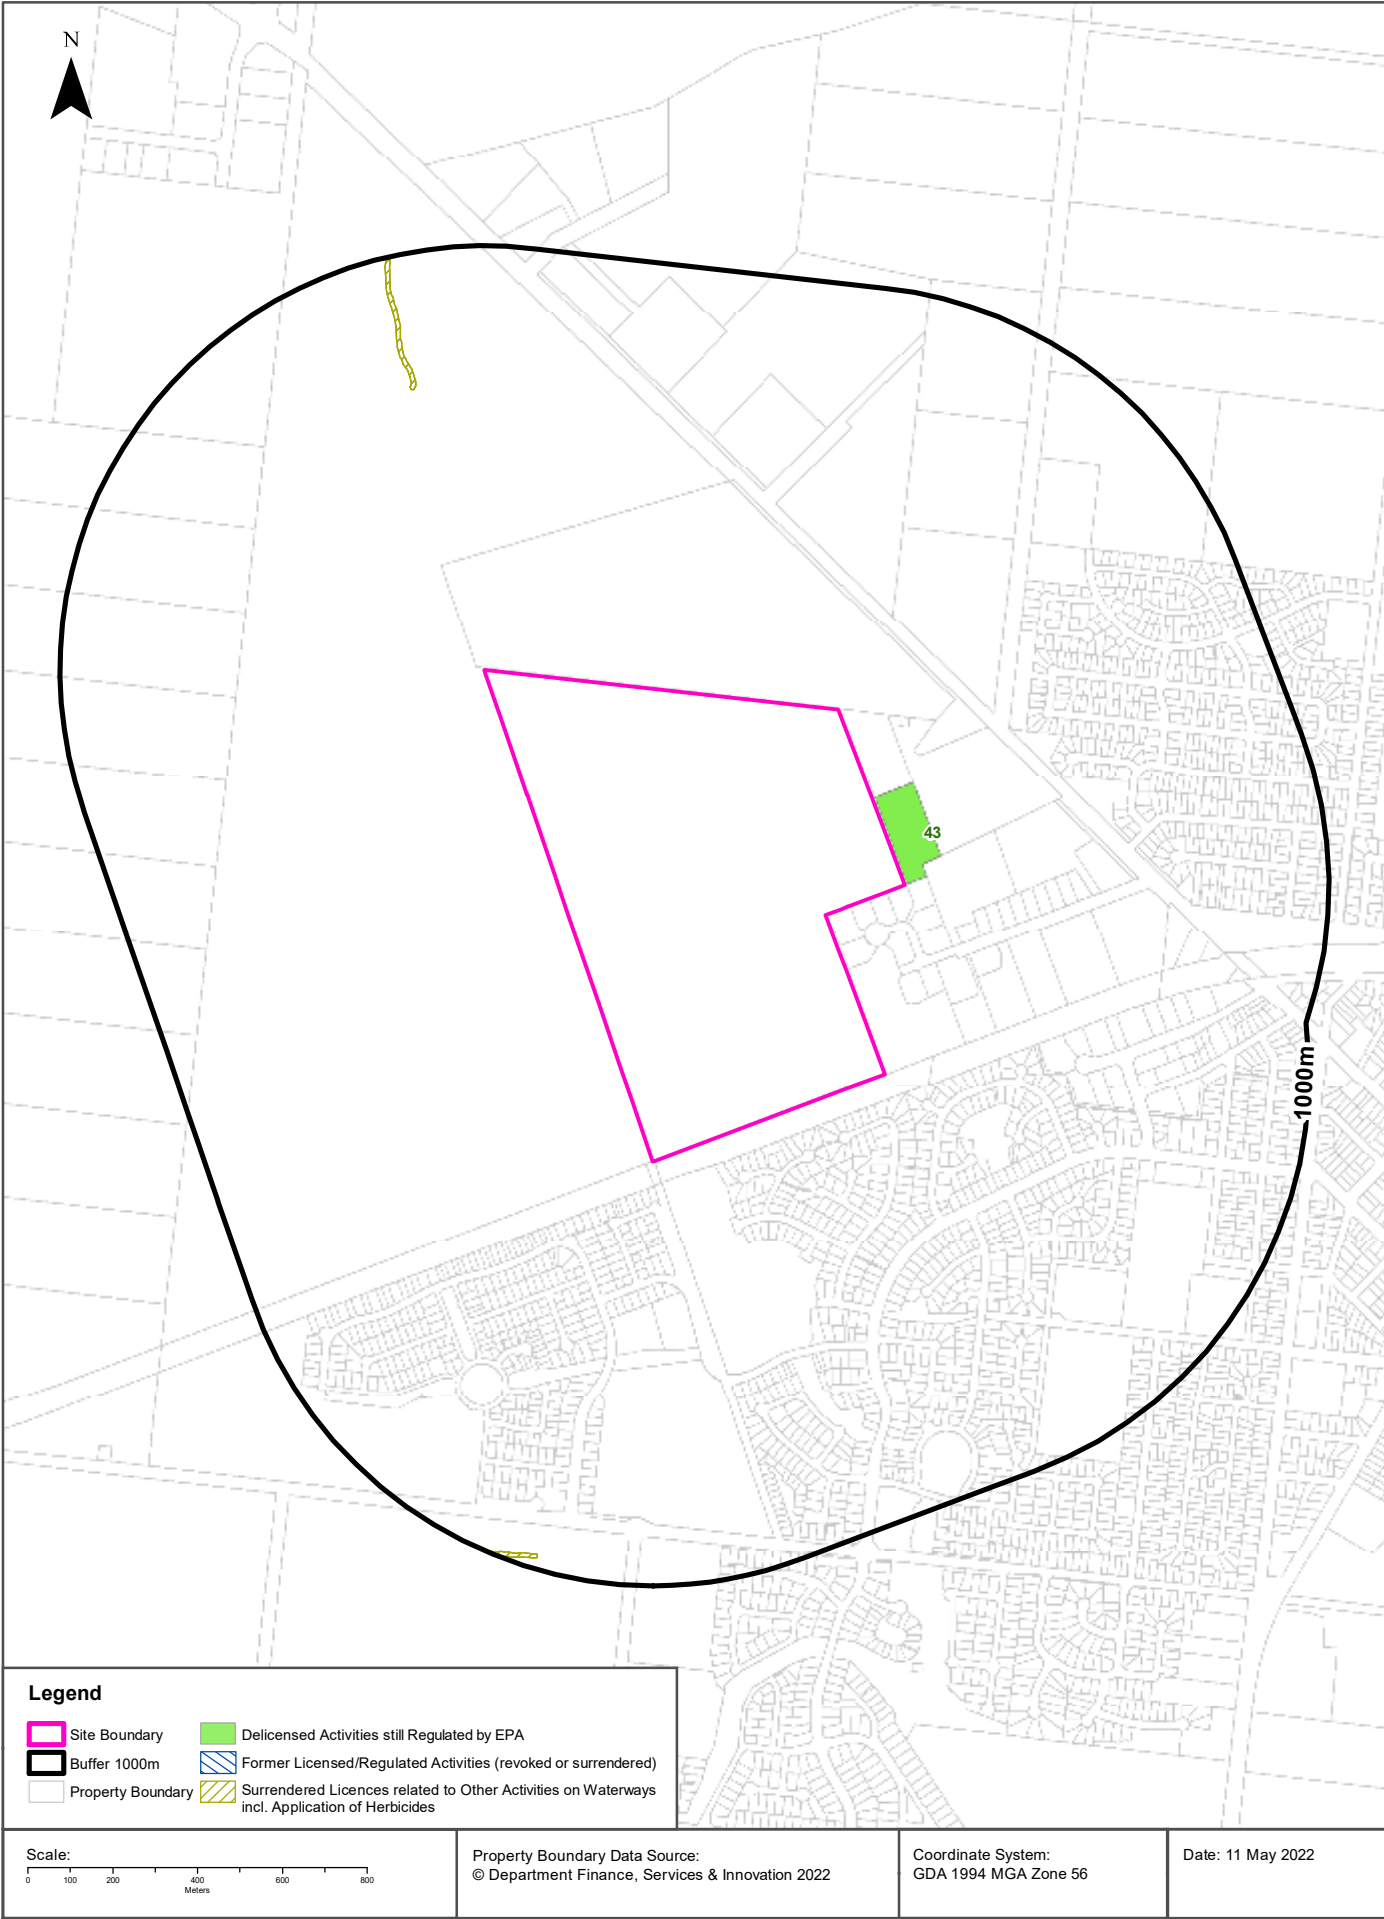 N
43
1000m
Legend
Site Boundary
Buffer 1000m
Property Boundary
Delicensed Activities still Regulated by EPA
Former Licensed/Regulated Activities (revoked or surrendered)
Surrendered Licences related to Other Activities on Waterways
incl. Application of Herbicides
Scale:
0 100 200 400 600 800
Meters
Property Boundary Data Source:
© Department Finance, Services & Innovation 2022
Coordinate System:
GDA 1994 MGA Zone 56
Date: 11 May 2022